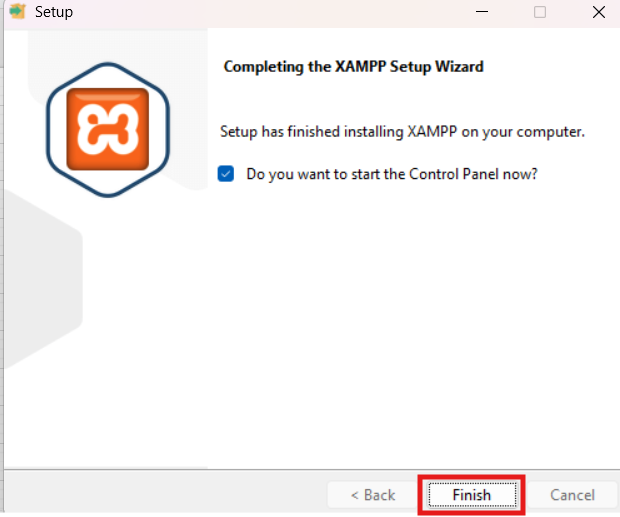 Setup
Completing the XAMPP Setup Wizard
Setup has finished installing XAMPP on your computer.
Do you want to start the Control Panel now?
< Back
Finish
Cancel